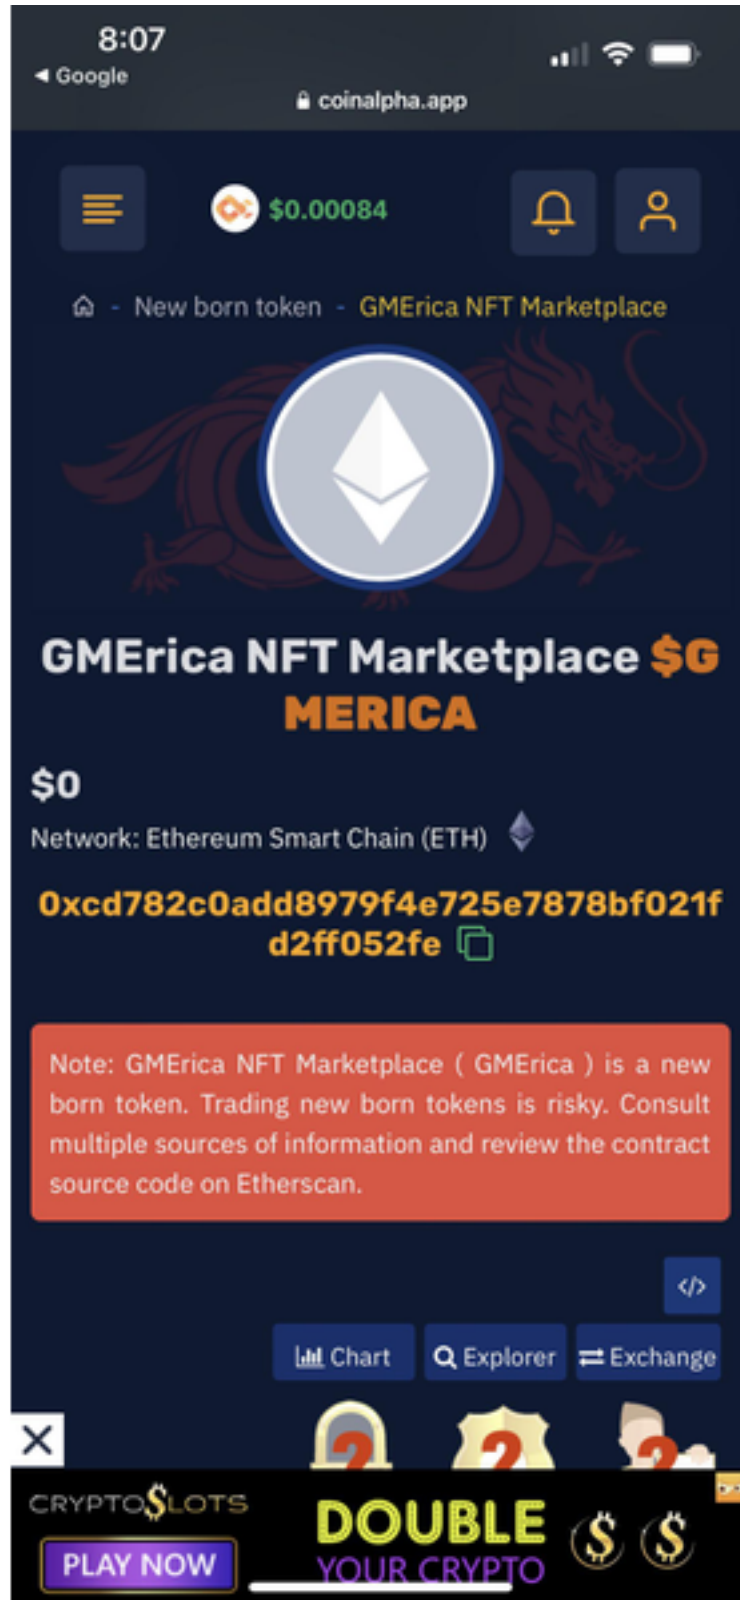 8:07
◄ Google
coinalpha.app
$0.00084
- New born token - GMErica NFT Marketplace
GMErica NFT Marketplace $G
MERICA
$0
Network: Ethereum Smart Chain (ETH)
0xcd782c0add8979f4e725e7878bf021f
d2ff052fe
Note: GMErica NFT Marketplace ( GMErica ) is a new
born token. Trading new born tokens is risky. Consult
multiple sources of information and review the contract
source code on Etherscan.
</>
Chart Explorer Exchange
? ? ?
CRYPTO$LOTS
PLAY NOW
DOUBLE
YOUR CRYPTO
$ $